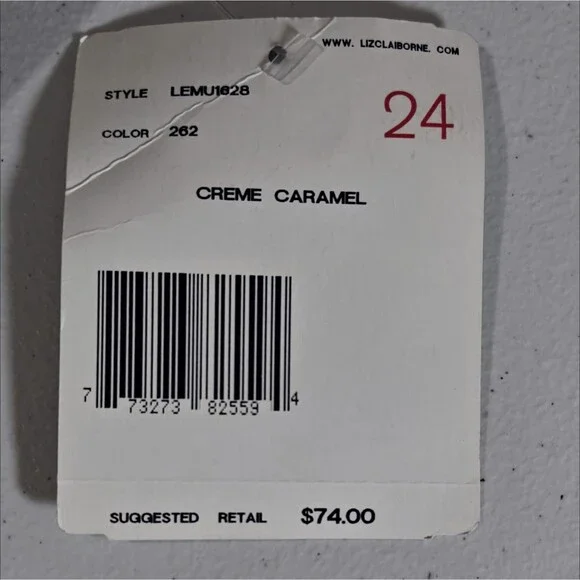 WWW. LIZCLAIBORNE. COM
STYLE LEMU1628
COLOR 262
24
CREME CARAMEL
7 73273 82559 4
SUGGESTED RETAIL $74.00